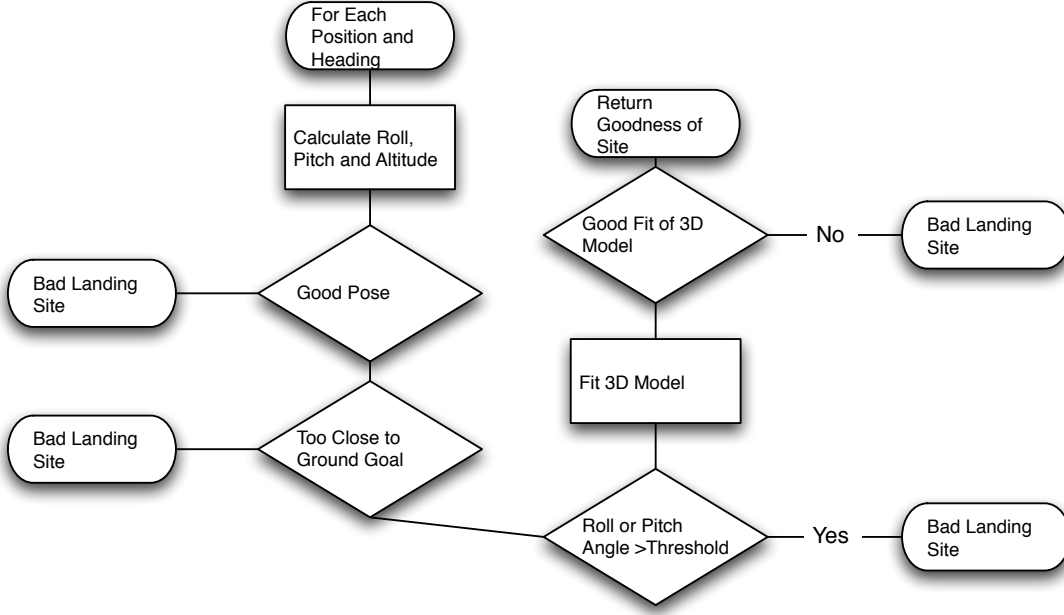 For Each
Position and
Heading
Calculate Roll,
Pitch and Altitude
Good Pose
Bad Landing
Site
Too Close to
Ground Goal
Bad Landing
Site
Roll or Pitch
Angle >Threshold
Yes
Bad Landing
Site
Fit 3D Model
Good Fit of 3D
Model
No
Bad Landing
Site
Return
Goodness of
Site